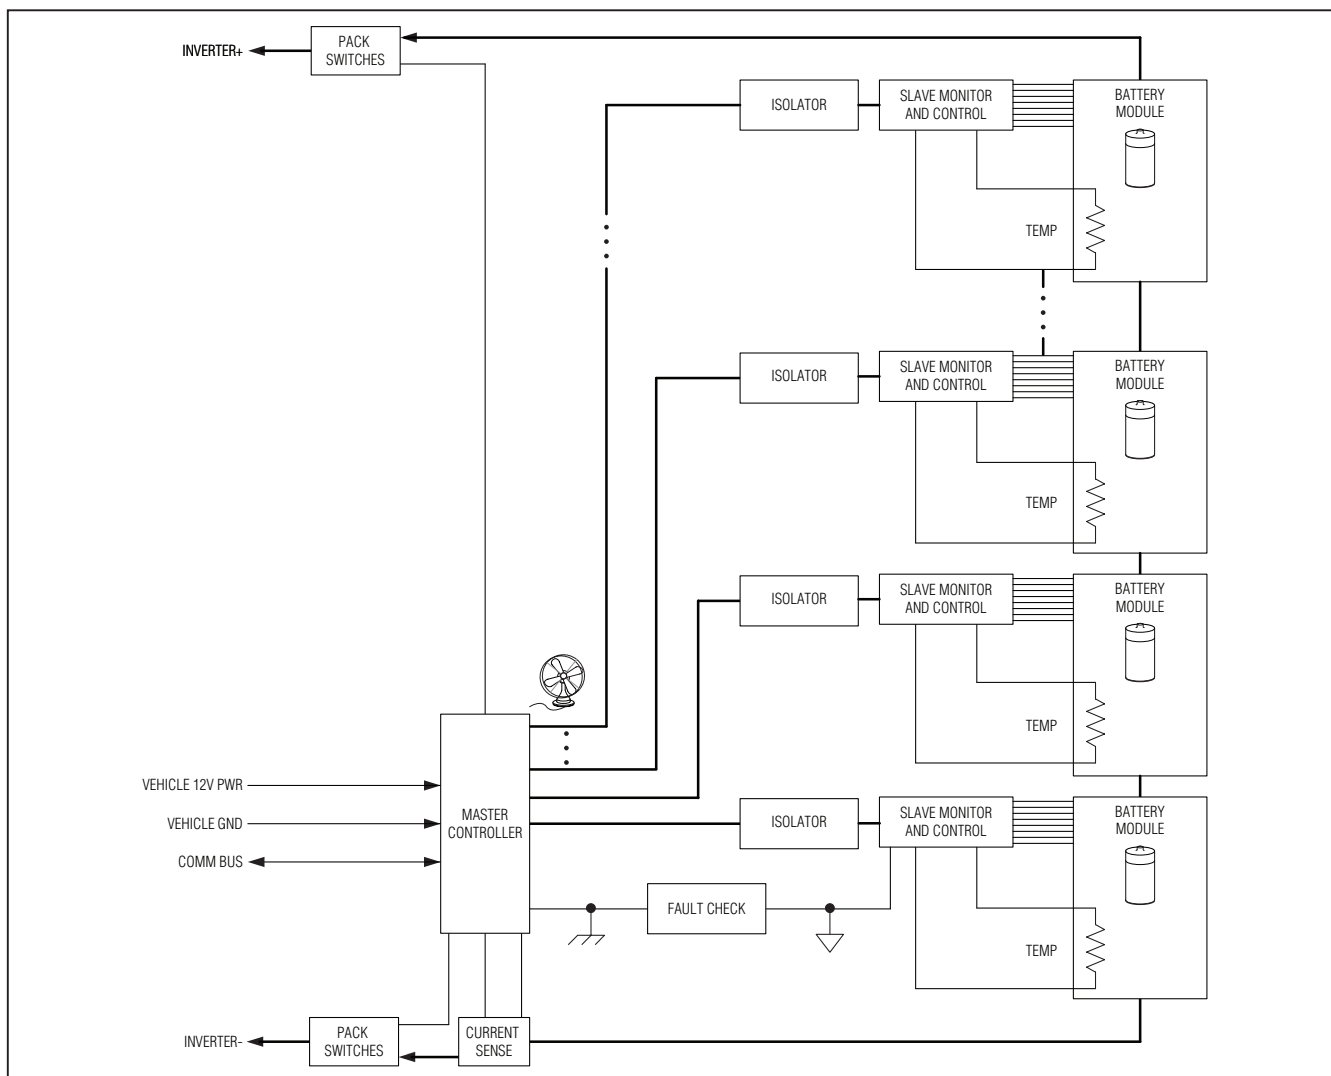 PACK
SWITCHES
INVERTER+
ISOLATOR
SLAVE MONITOR
AND CONTROL
BATTERY
MODULE
TEMP
ISOLATOR
SLAVE MONITOR
AND CONTROL
BATTERY
MODULE
TEMP
ISOLATOR
SLAVE MONITOR
AND CONTROL
BATTERY
MODULE
TEMP
VEHICLE 12V PWR
VEHICLE GND
COMM BUS
MASTER
CONTROLLER
ISOLATOR
SLAVE MONITOR
AND CONTROL
BATTERY
MODULE
FAULT CHECK
TEMP
INVERTER-
PACK
SWITCHES
CURRENT
SENSE